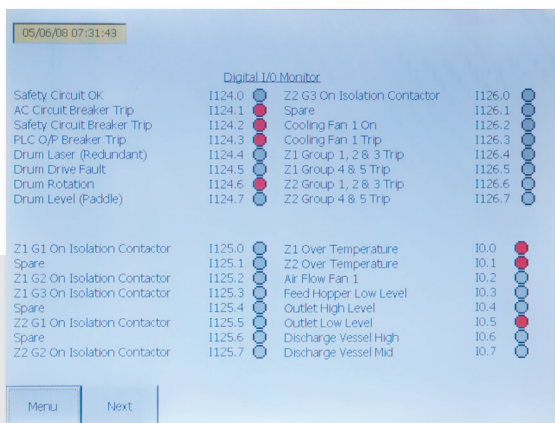 05/06/08 07:31:43
Digital I/0 Monitor
Safety Circuit OK I124.0
AC Circuit Breaker Trip I124.1
Safety Circuit Breaker Trip I124.2
PLC O/P Breaker Trip I124.3
Drum Laser (Redundant) I124.4
Drum Drive Fault I124.5
Drum Rotation I124.6
Drum Level (Paddle) I124.7
Z2 G3 On Isolation Contactor I126.0
Spare I126.1
Cooling Fan 1 On I126.2
Cooling Fan 1 Trip I126.3
Z1 Group 1, 2 & 3 Trip I126.4
Z1 Group 4 & 5 Trip I126.5
Z2 Group 1, 2 & 3 Trip I126.6
Z2 Group 4 & 5 Trip I126.7
Z1 G1 On Isolation Contactor I125.0
Spare I125.1
Z1 G2 On Isolation Contactor I125.2
Z1 G3 On Isolation Contactor I125.3
Spare I125.4
Z2 G1 On Isolation Contactor I125.5
Spare I125.6
Z2 G2 On Isolation Contactor I125.7
Z1 Over Temperature I0.0
Z2 Over Temperature I0.1
Air Flow Fan 1 I0.2
Feed Hopper Low Level I0.3
Outlet High Level I0.4
Outlet Low Level I0.5
Discharge Vessel High I0.6
Discharge Vessel Mid I0.7
Menu Next